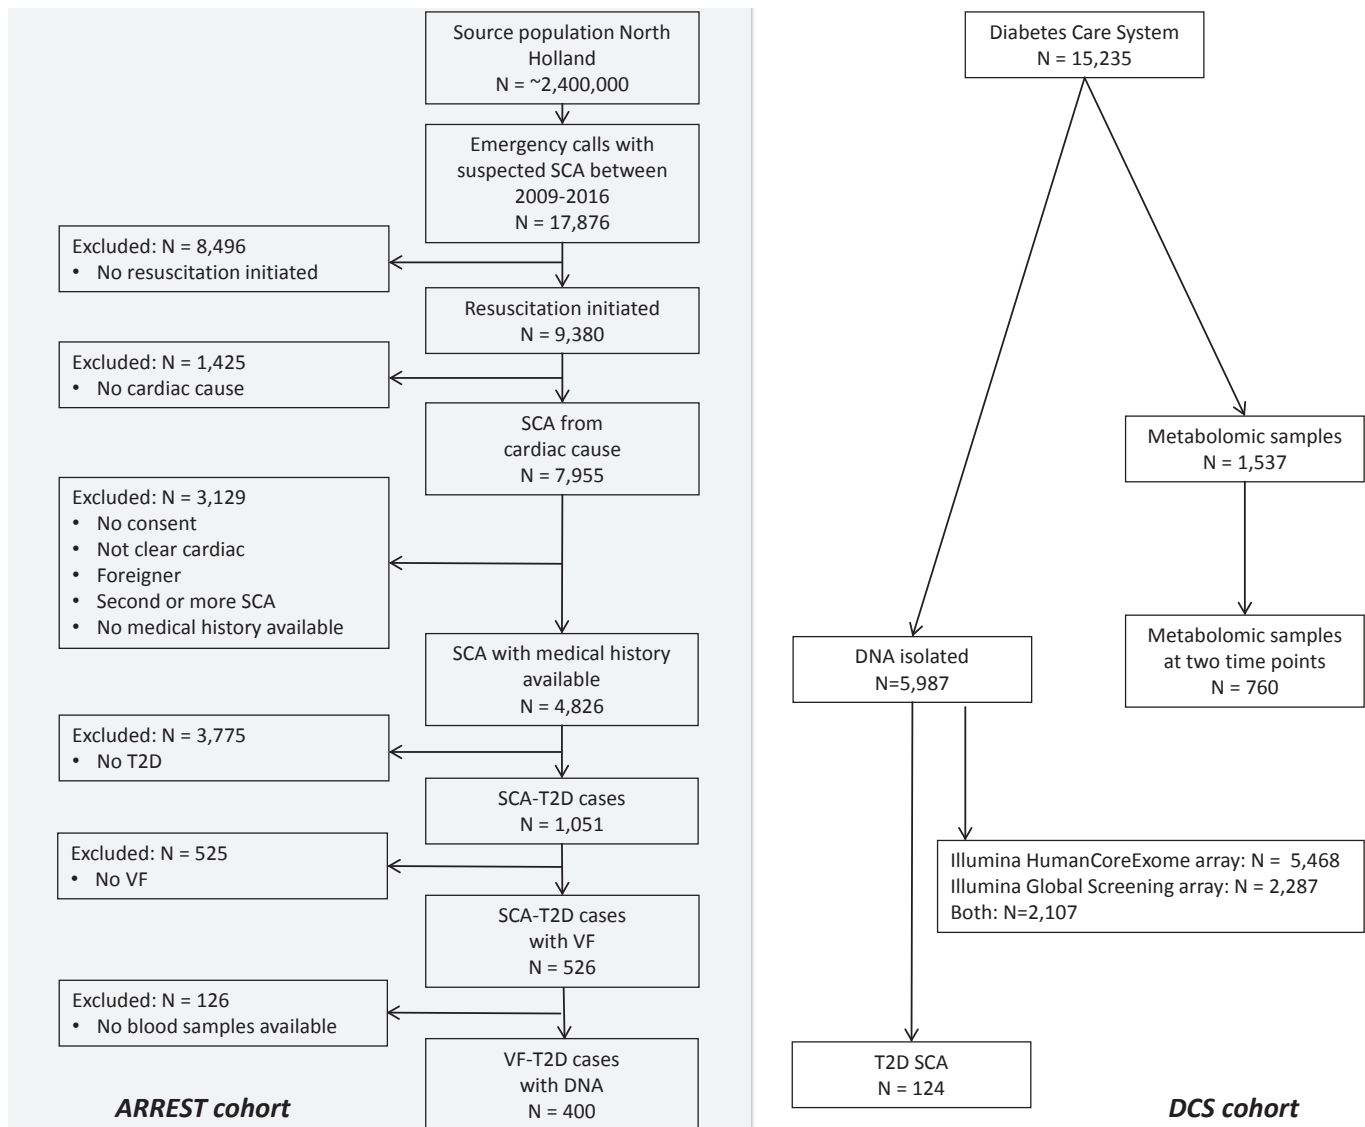 Source population North
Holland
N = ~2,400,000
Emergency calls with
suspected SCA between
2009-2016
N = 17,876
Excluded: N = 8,496
• No resuscitation initiated
Resuscitation initiated
N = 9,380
Excluded: N = 1,425
• No cardiac cause
SCA from
cardiac cause
N = 7,955
Excluded: N = 3,129
• No consent
• Not clear cardiac
• Foreigner
• Second or more SCA
• No medical history available
SCA with medical history
available
N = 4,826
Excluded: N = 3,775
• No T2D
SCA-T2D cases
N = 1,051
Excluded: N = 525
• No VF
SCA-T2D cases
with VF
N = 526
Excluded: N = 126
• No blood samples available
VF-T2D cases
with DNA
N = 400
ARREST cohort
Diabetes Care System
N = 15,235
Metabolomic samples
N = 1,537
Metabolomic samples
at two time points
N = 760
DNA isolated
N=5,987
Illumina HumanCoreExome array: N = 5,468
Illumina Global Screening array: N = 2,287
Both: N=2,107
T2D SCA
N = 124
DCS cohort